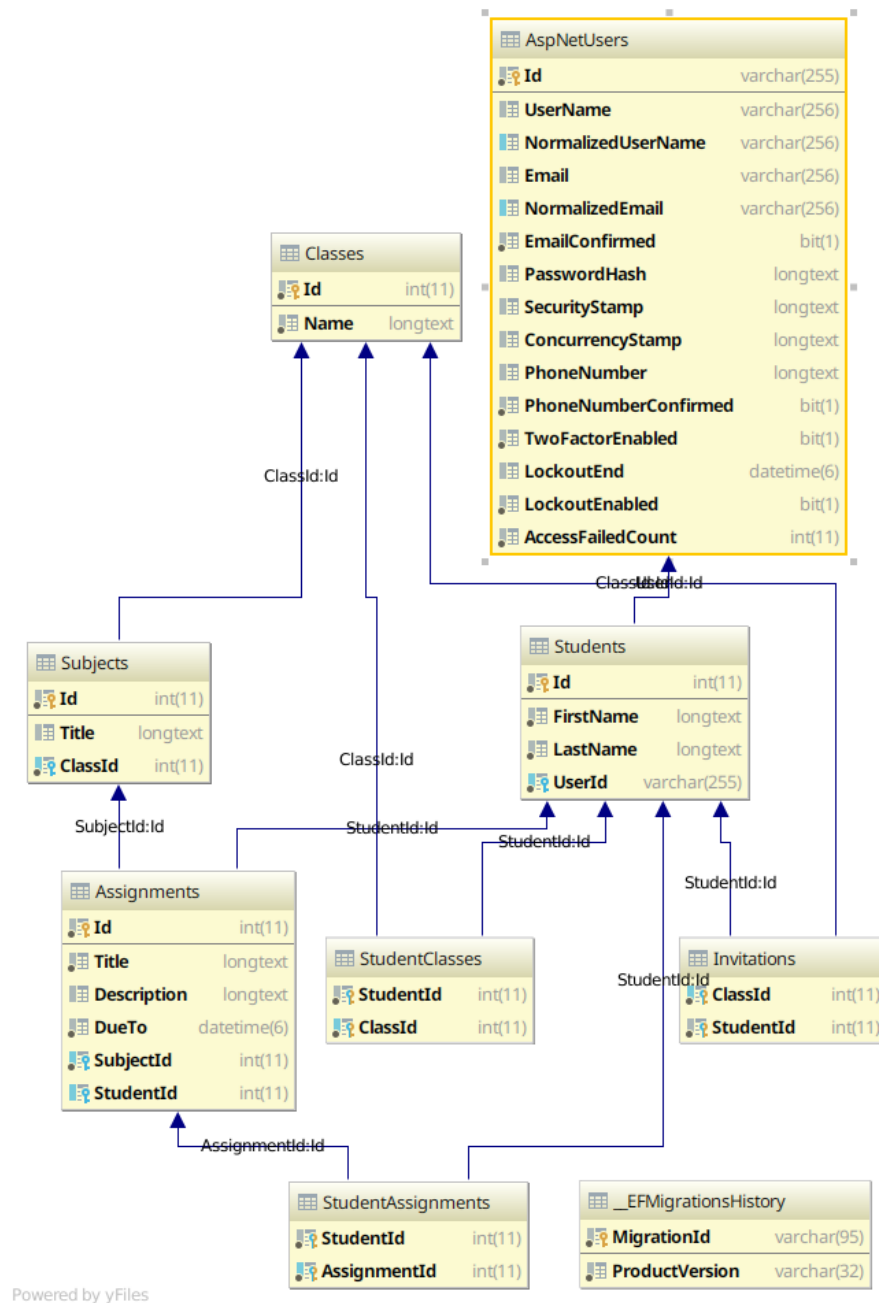 AspNetUsers
Id varchar(255)
UserName varchar(256)
NormalizedUserName varchar(256)
Email varchar(256)
NormalizedEmail varchar(256)
EmailConfirmed bit(1)
PasswordHash longtext
SecurityStamp longtext
ConcurrencyStamp longtext
PhoneNumber longtext
PhoneNumberConfirmed bit(1)
TwoFactorEnabled bit(1)
LockoutEnd datetime(6)
LockoutEnabled bit(1)
AccessFailedCount int(11)
Classes
Id int(11)
Name longtext
ClassId:Id
ClassId:Id
UserId:Id
Subjects
Id int(11)
Title longtext
ClassId int(11)
Students
Id int(11)
FirstName longtext
LastName longtext
UserId varchar(255)
ClassId:Id
SubjectId:Id
StudentId:Id
StudentId:Id
StudentId:Id
StudentId:Id
Assignments
Id int(11)
Title longtext
Description longtext
DueTo datetime(6)
SubjectId int(11)
StudentId int(11)
StudentClasses
StudentId int(11)
ClassId int(11)
Invitations
ClassId int(11)
StudentId int(11)
AssignmentId:Id
StudentAssignments
StudentId int(11)
AssignmentId int(11)
__EFMigrationsHistory
MigrationId varchar(95)
ProductVersion varchar(32)
Powered by yFiles